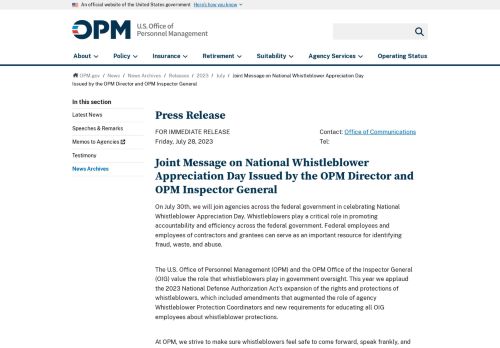 An official website of the United States government Here's how you know
OPM U.S. Office of
Personnel Management
About Policy Insurance Retirement Suitability Agency Services Operating Status
OPM.gov / News / News Archives / Releases / 2023 / July / Joint Message on National Whistleblower Appreciation Day
Issued by the OPM Director and OPM Inspector General
In this section
Latest News
Speeches & Remarks
Memos to Agencies
Testimony
News Archives
Press Release
FOR IMMEDIATE RELEASE
Friday, July 28, 2023
Contact: Office of Communications
Tel:
Joint Message on National Whistleblower
Appreciation Day Issued by the OPM Director and
OPM Inspector General
On July 30th, we will join agencies across the federal government in celebrating National
Whistleblower Appreciation Day. Whistleblowers play a critical role in promoting
accountability and efficiency across the federal government. Federal employees and
employees of contractors and grantees can serve as an important resource for identifying
fraud, waste, and abuse.
The U.S. Office of Personnel Management (OPM) and the OPM Office of the Inspector General
(OIG) value the role that whistleblowers play in government oversight. This year we applaud
the 2023 National Defense Authorization Act's expansion of the rights and protections of
whistleblowers, which included amendments that augmented the role of agency
Whistleblower Protection Coordinators and new requirements for educating all OIG
employees about whistleblower protections.
At OPM, we strive to make sure whistleblowers feel safe to come forward, speak frankly, and